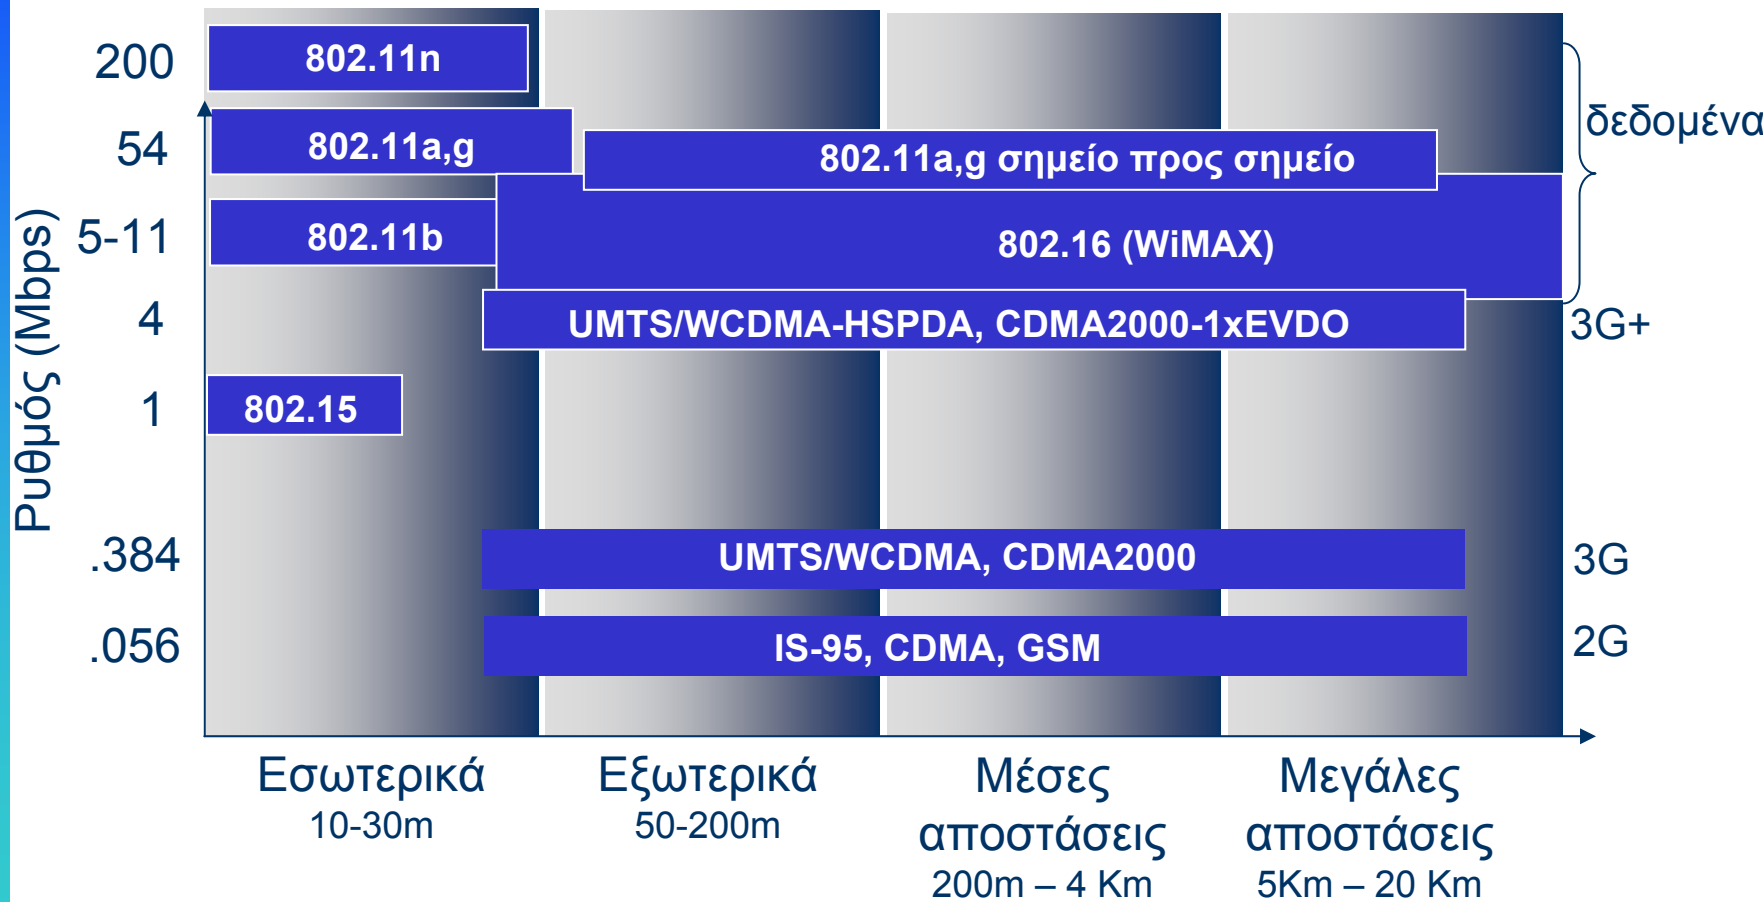 200
802.11n
54
802.11a,g
802.11a,g σημείο προς σημείο
δεδομένα
5-11
802.11b
802.16 (WiMAX)
4
UMTS/WCDMA-HSPDA, CDMA2000-1xEVDO
3G+
1
802.15
Ρυθμός (Mbps)
.384
UMTS/WCDMA, CDMA2000
3G
.056
IS-95, CDMA, GSM
2G
Εσωτερικά
10-30m
Εξωτερικά
50-200m
Μέσες
αποστάσεις
200m – 4 Km
Μεγάλες
αποστάσεις
5Km – 20 Km